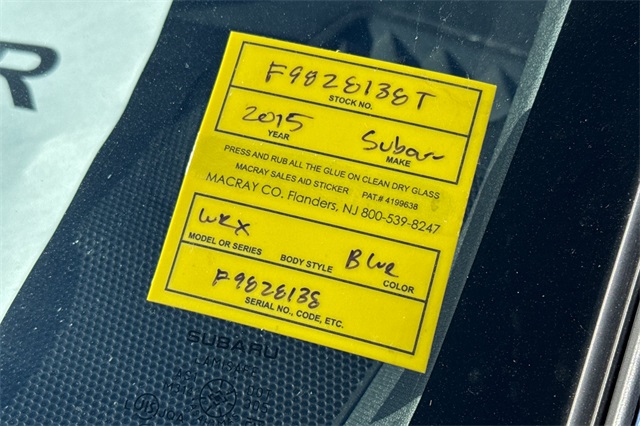 R
F9828138T
STOCK NO.
2015 Subaru
YEAR MAKE
PRESS AND RUB ALL THE GLUE ON CLEAN DRY GLASS
MACRAY SALES AID STICKER PAT.# 4199638
MACRAY CO. Flanders, NJ 800-539-8247
WRX Blue
MODEL OR SERIES BODY STYLE COLOR
F9828138
SERIAL NO., CODE, ETC.
SUBARU
LAMISAFE